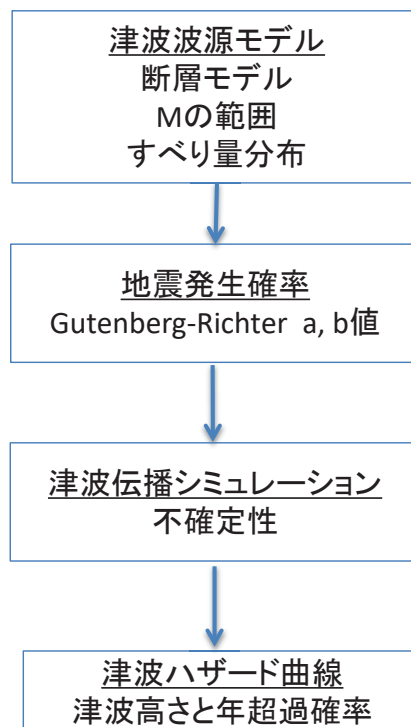 津波波源モデル
断層モデル
Mの範囲
すべり量分布
地震発生確率
Gutenberg-Richter a, b値
津波伝播シミュレーション
不確定性
津波ハザード曲線
津波高さと年超過確率